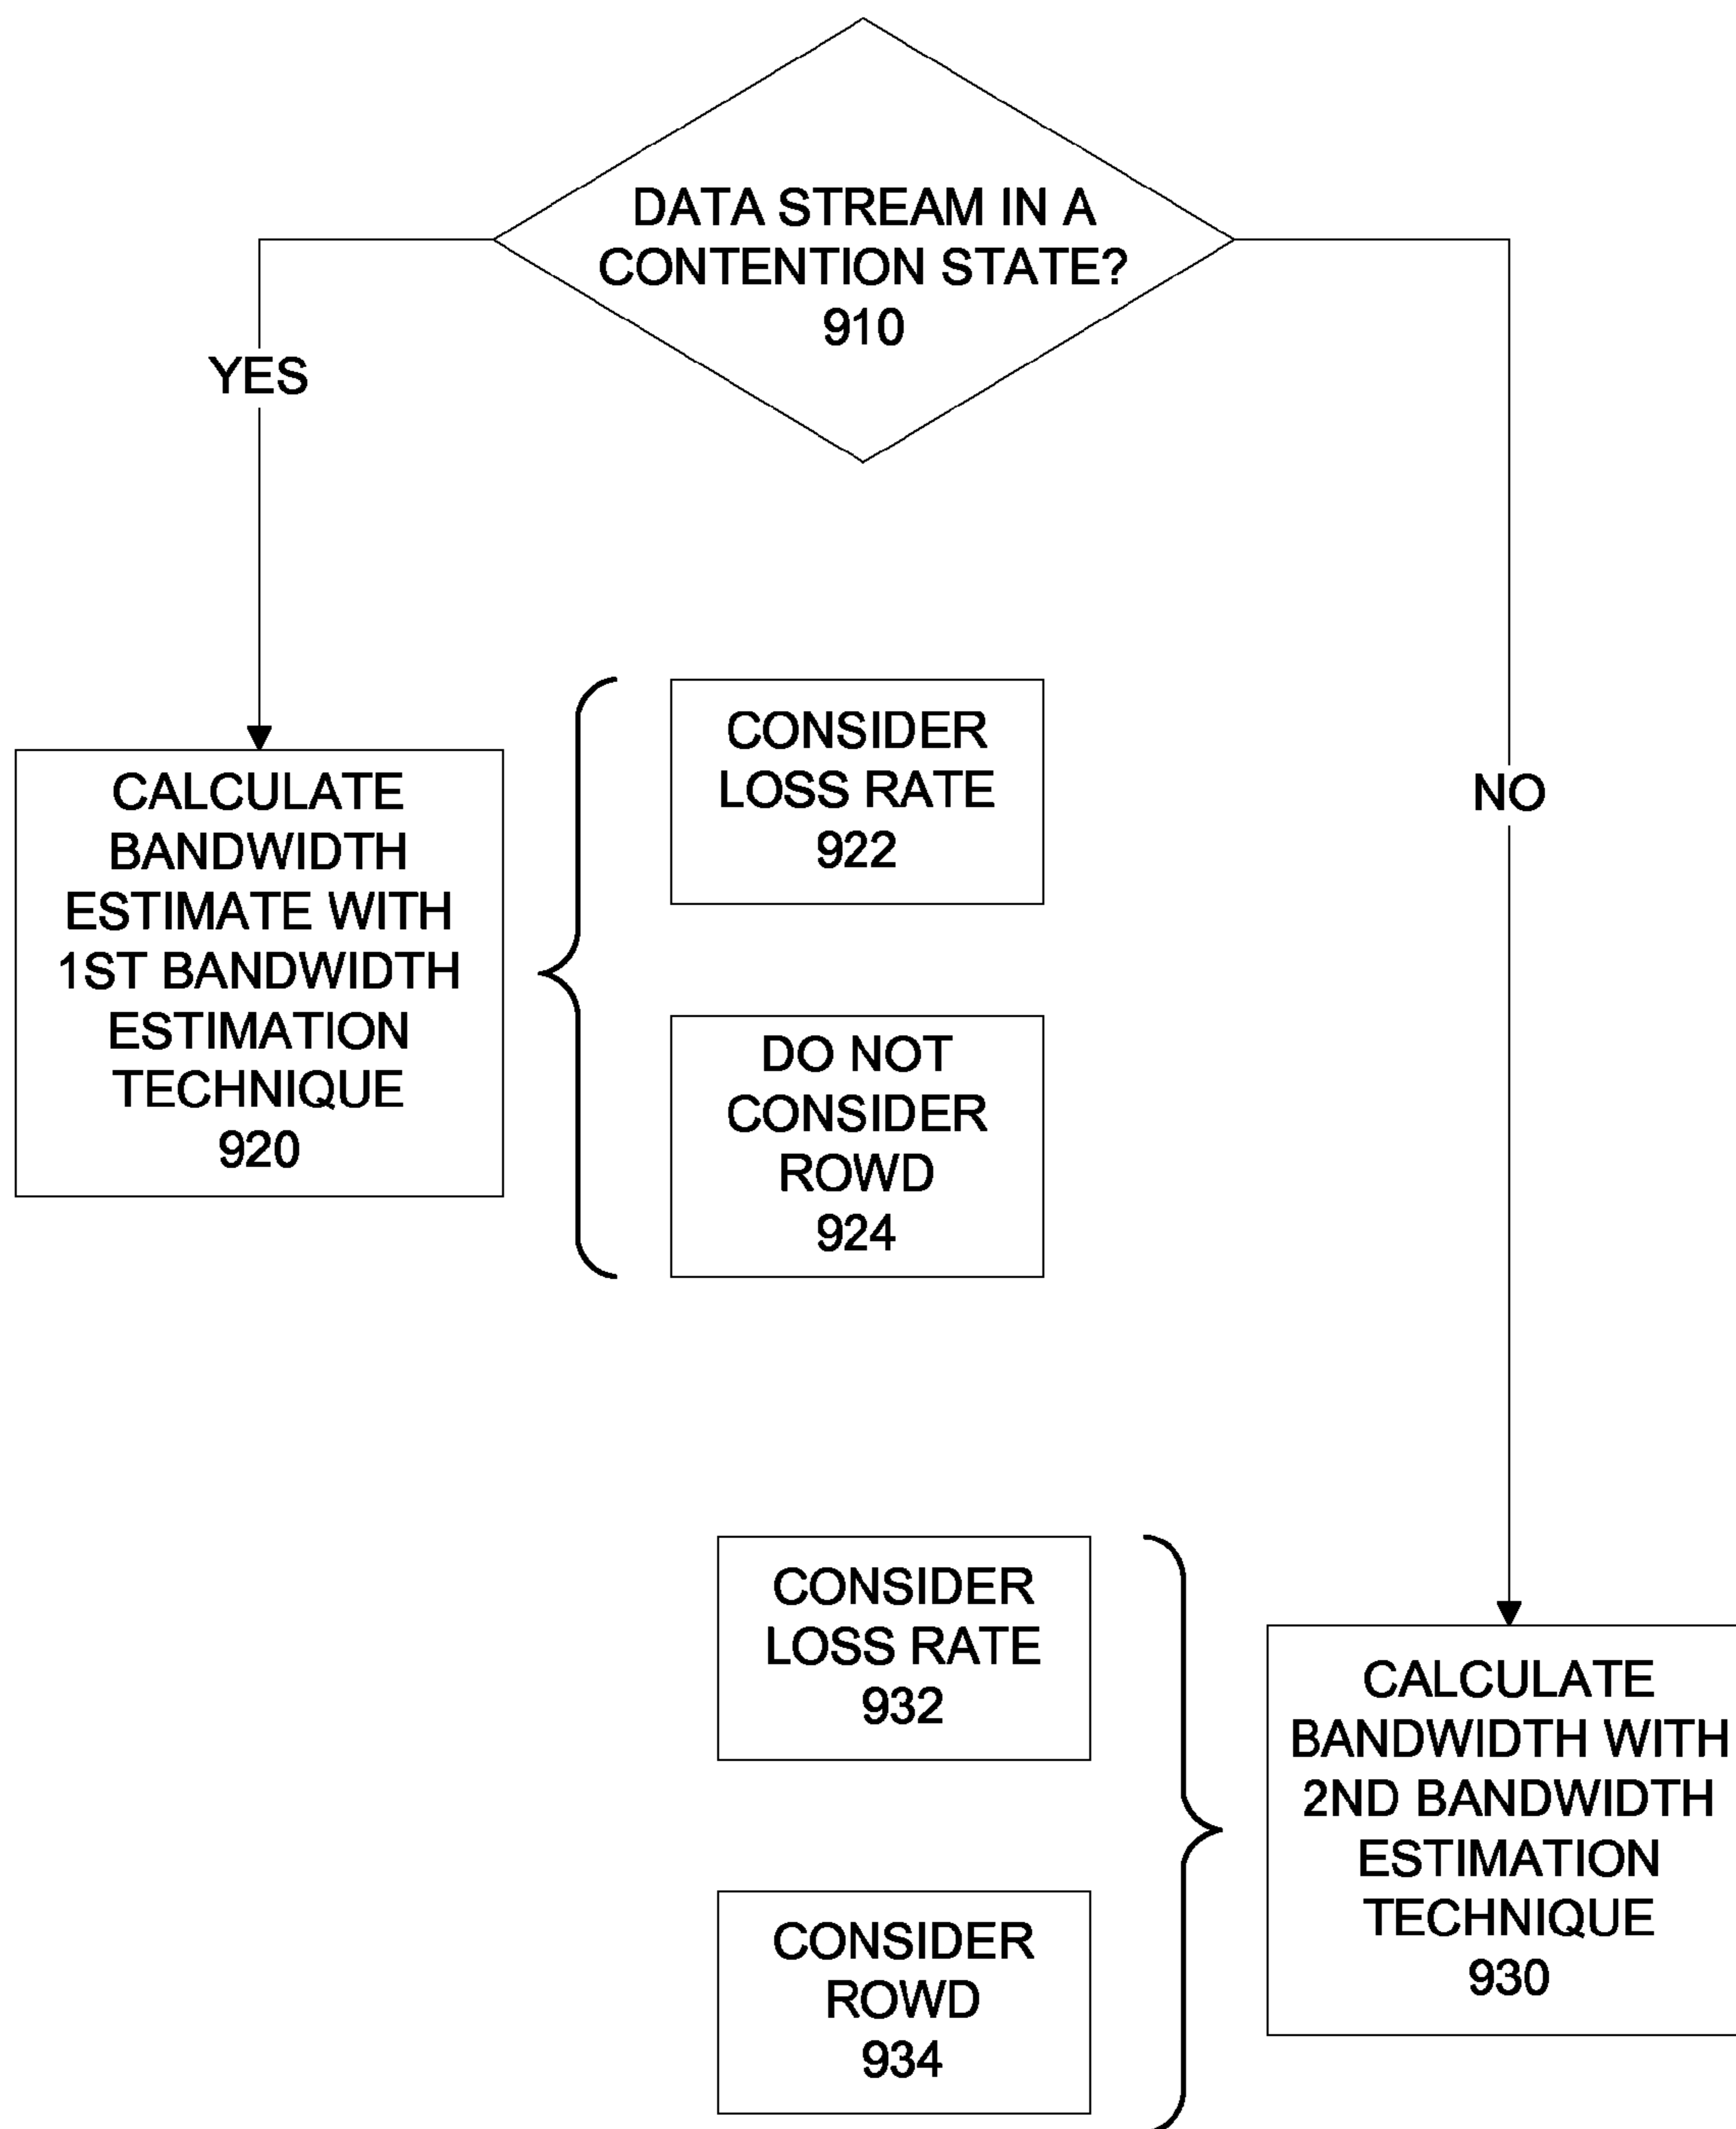 DATA STREAM IN A
CONTENTION STATE?
910
YES
NO
CALCULATE
BANDWIDTH
ESTIMATE WITH
1ST BANDWIDTH
ESTIMATION
TECHNIQUE
920
CONSIDER
LOSS RATE
922
DO NOT
CONSIDER
ROWD
924
CONSIDER
LOSS RATE
932
CONSIDER
ROWD
934
CALCULATE
BANDWIDTH WITH
2ND BANDWIDTH
ESTIMATION
TECHNIQUE
930